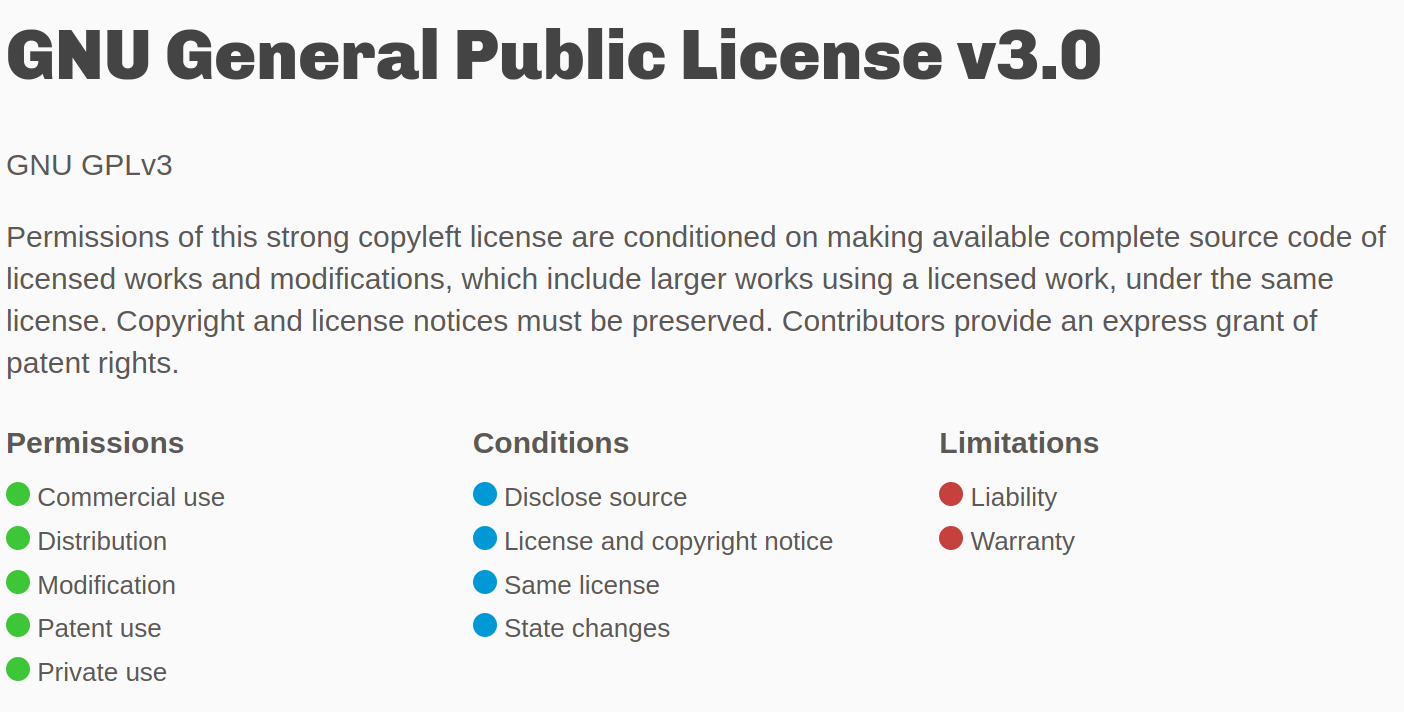 GNU General Public License v3.0
GNU GPLv3
Permissions of this strong copyleft license are conditioned on making available complete source code of
licensed works and modifications, which include larger works using a licensed work, under the same
license. Copyright and license notices must be preserved. Contributors provide an express grant of
patent rights.
Permissions
Commercial use
Distribution
Modification
Patent use
Private use
Conditions
Disclose source
License and copyright notice
Same license
State changes
Limitations
Liability
Warranty